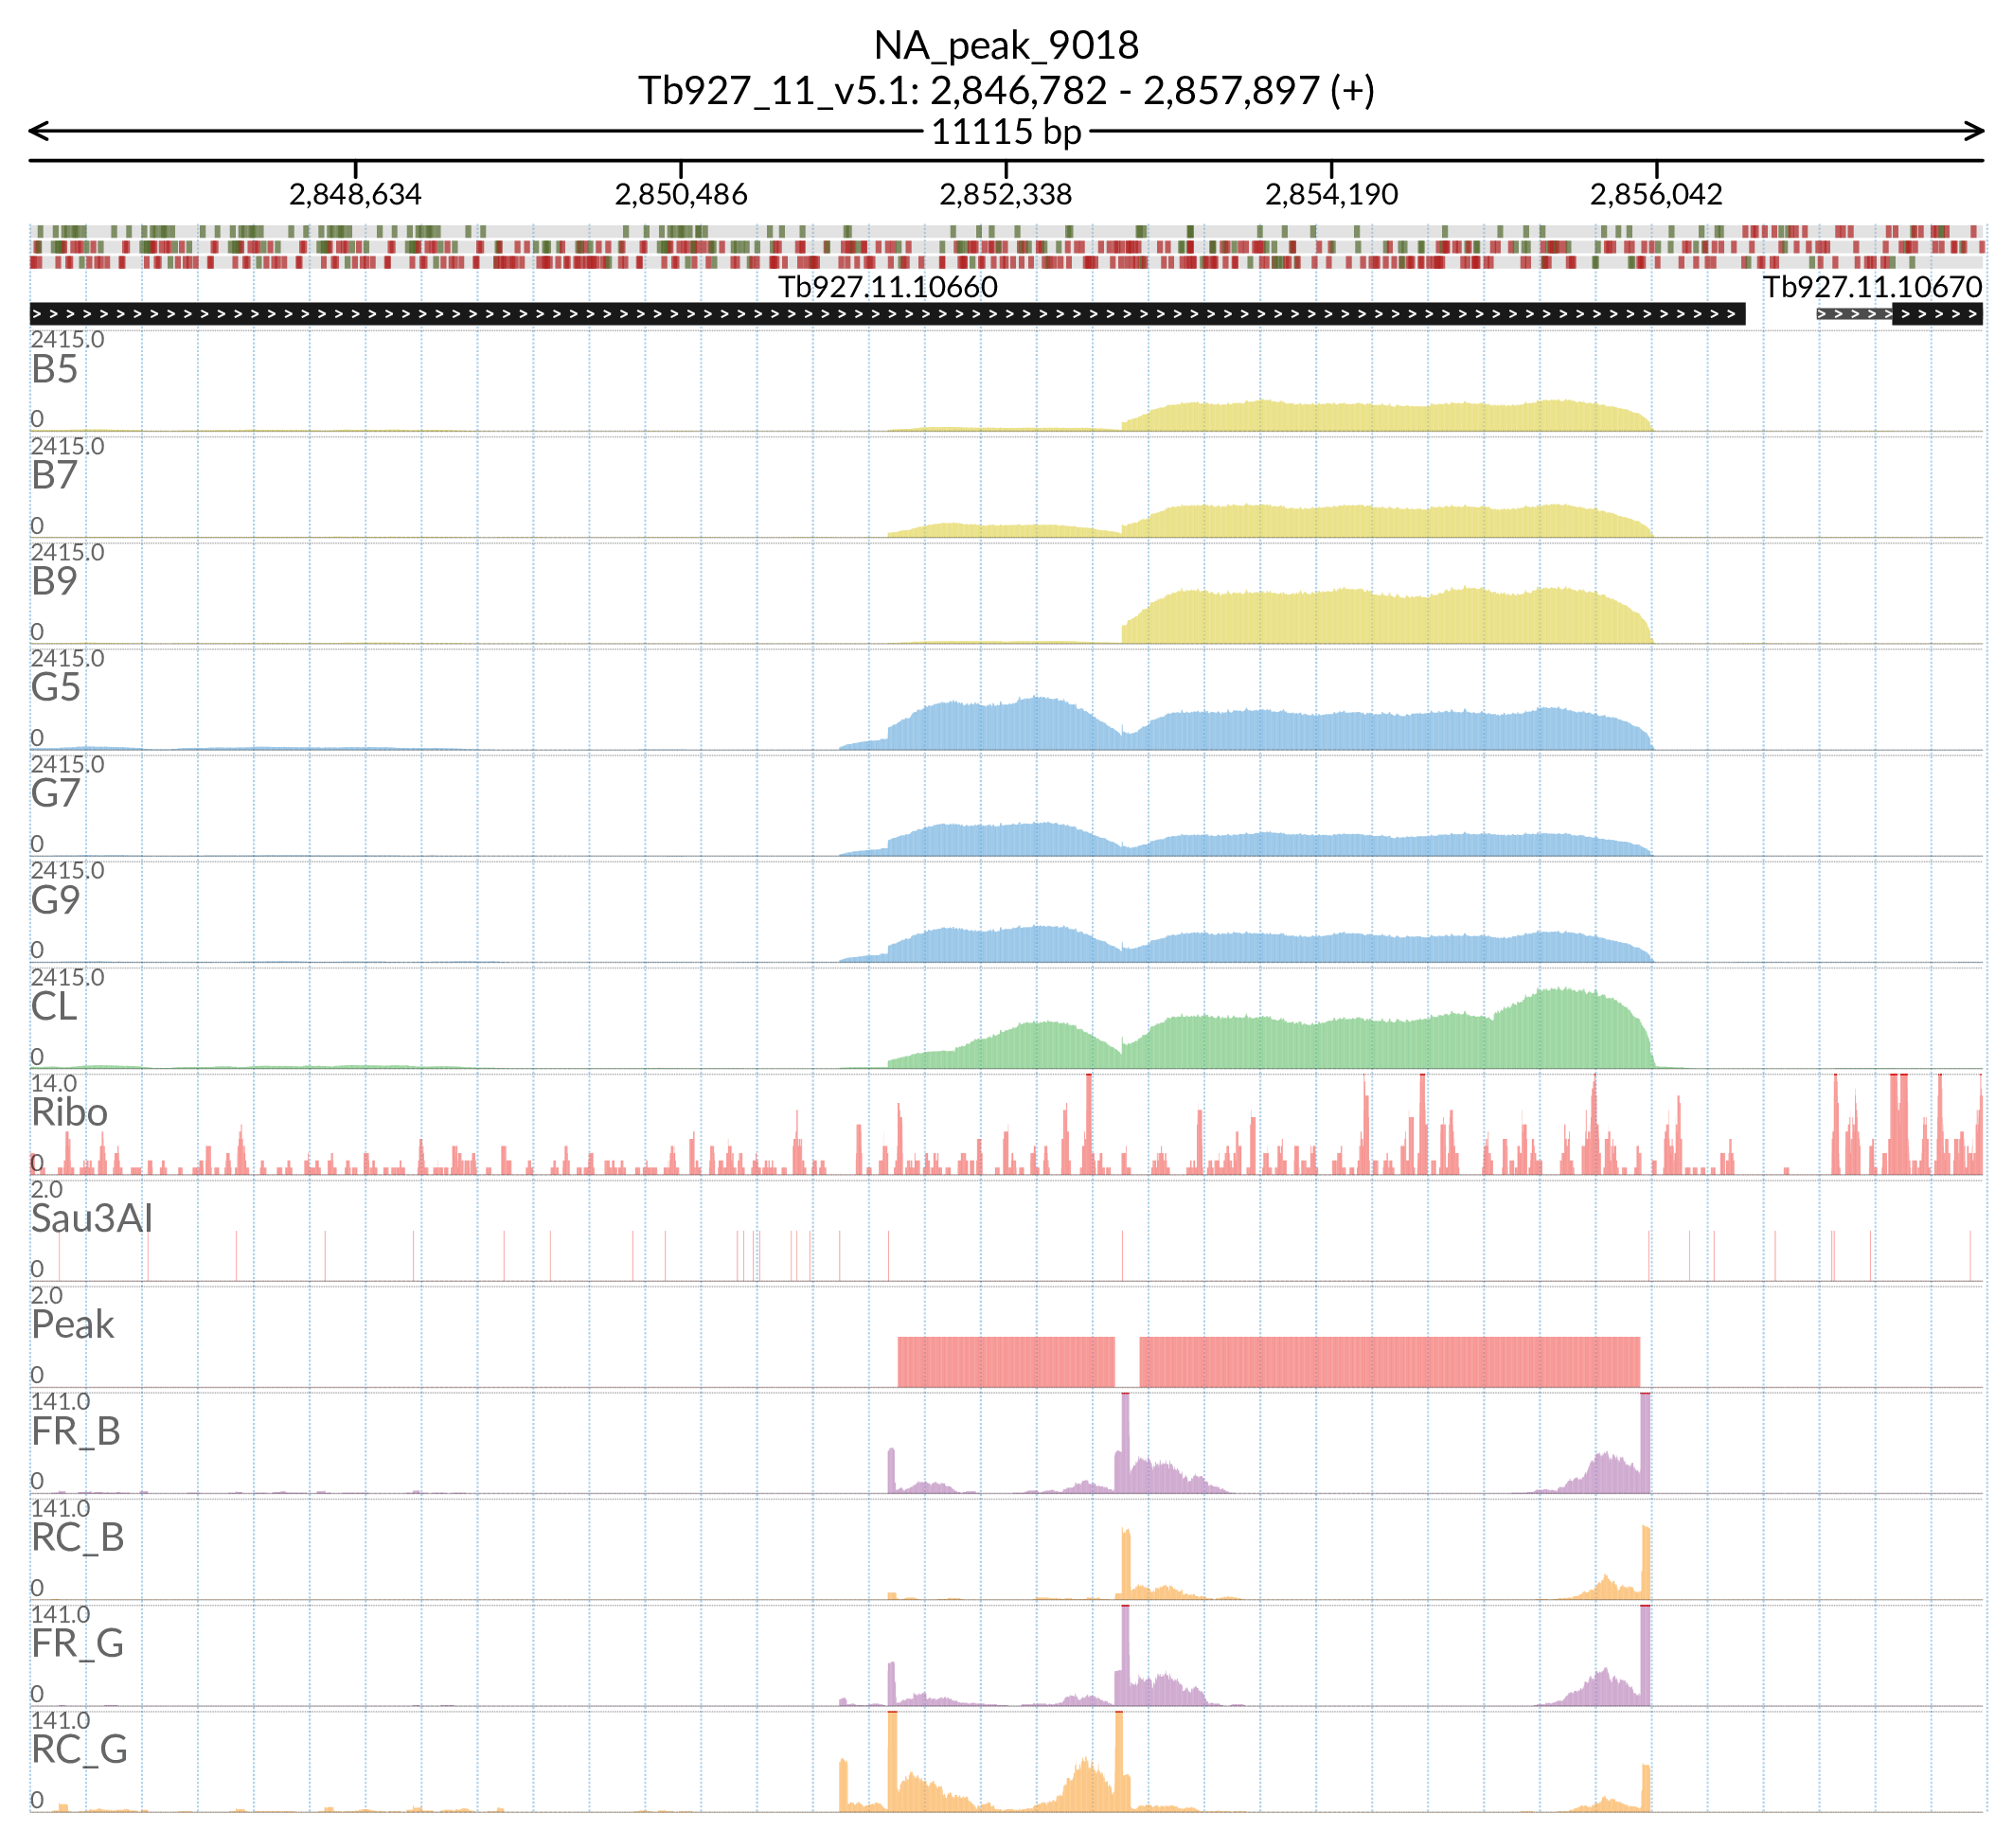 NA_peak_9018
Tb927_11_v5.1: 2,846,782 - 2,857,897 (+)
11115 bp
2,848,634 2,850,486 2,852,338 2,854,190 2,856,042
Tb927.11.10660 Tb927.11.10670
2415.0
B5
0
2415.0
B7
0
2415.0
B9
0
2415.0
G5
0
2415.0
G7
0
2415.0
G9
0
2415.0
CL
0
14.0
Ribo
0
2.0
Sau3AI
0
2.0
Peak
0
141.0
FR_B
0
141.0
RC_B
0
141.0
FR_G
0
141.0
RC_G
0